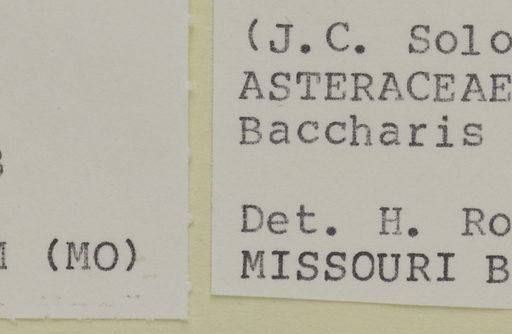 (MO)
(J.C. Solo
ASTERACEAE
Baccharis
Det. H. Ro
MISSOURI B